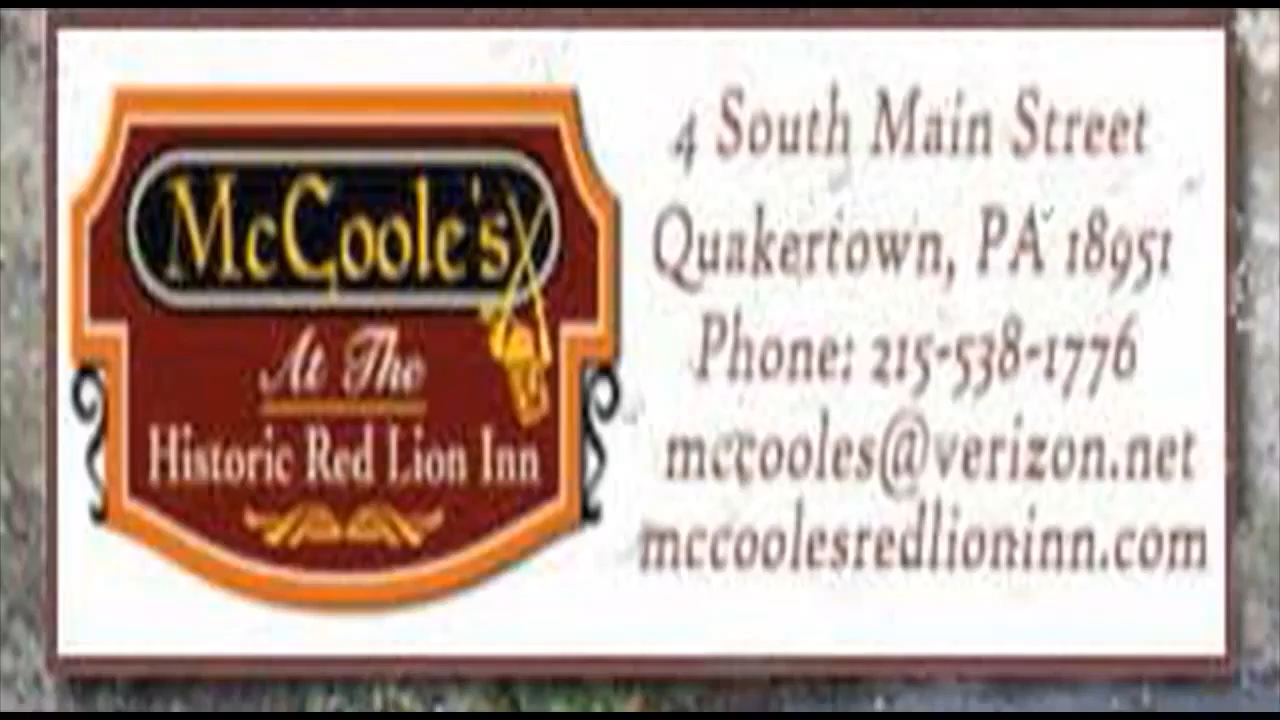 McCoole's
At The
Historic Red Lion Inn
4 South Main Street
Quakertown, PA 18951
Phone: 215-538-1776
mccooles@verizon.net
mccoolesredlioninn.com